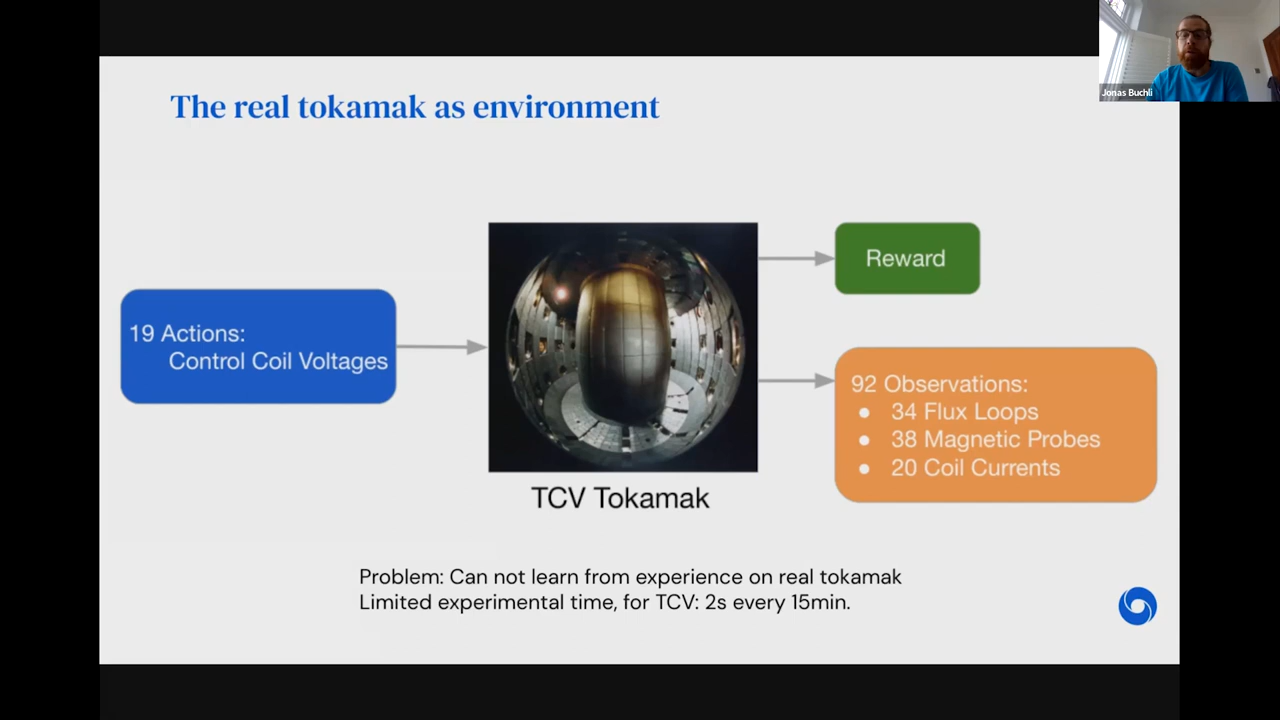 Jonas Buchli
The real tokamak as environment
19 Actions:
Control Coil Voltages
TCV Tokamak
Reward
92 Observations:
● 34 Flux Loops
● 38 Magnetic Probes
● 20 Coil Currents
Problem: Can not learn from experience on real tokamak
Limited experimental time, for TCV: 2s every 15min.